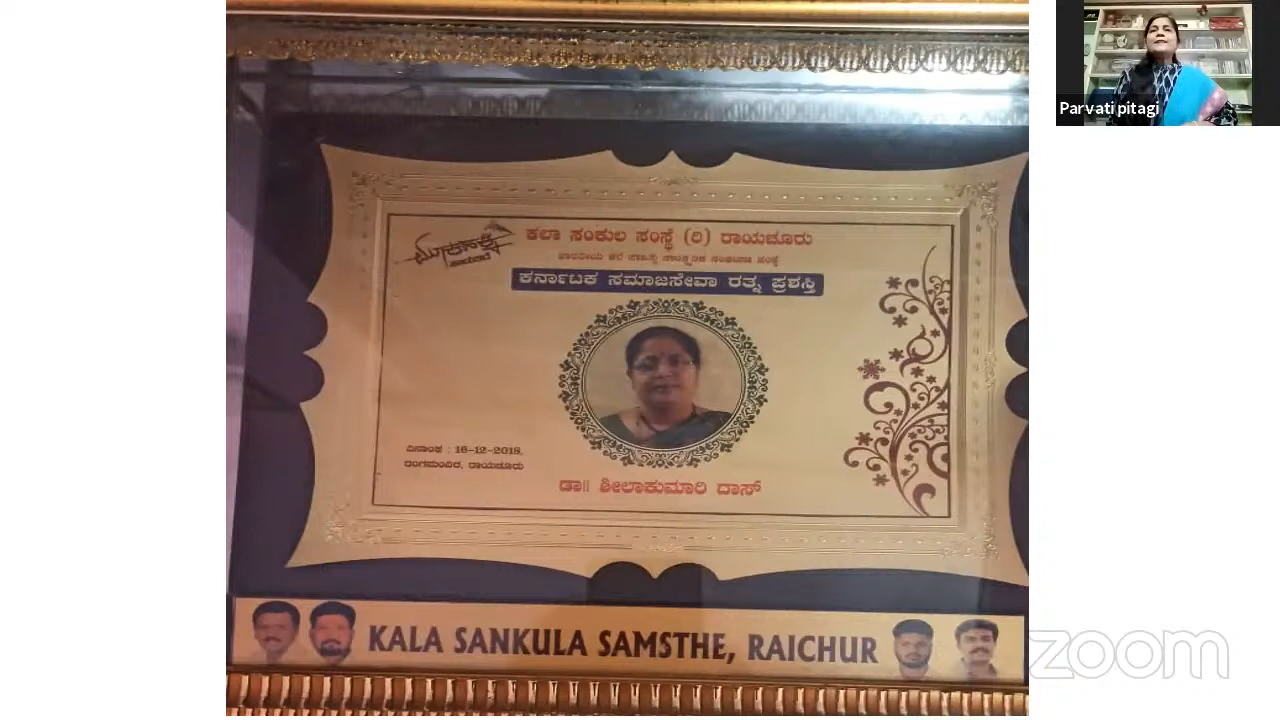 Parvati pitagi
ಕಲಾ ಸಂಕುಲ ಸಂಸ್ಥೆ (ರಿ) ರಾಯಚೂರು
ಕರ್ನಾಟಕ ಸಮಾಜಸೇವಾ ರತ್ನ ಪ್ರಶಸ್ತಿ
ದಿನಾಂಕ : 16-12-2018,
ರಂಗಮಂದಿರ, ರಾಯಚೂರು
ಡಾ|| ಶೀಲಾಕುಮಾರಿ ದಾಸ್
KALA SANKULA SAMSTHE, RAICHUR
zoom